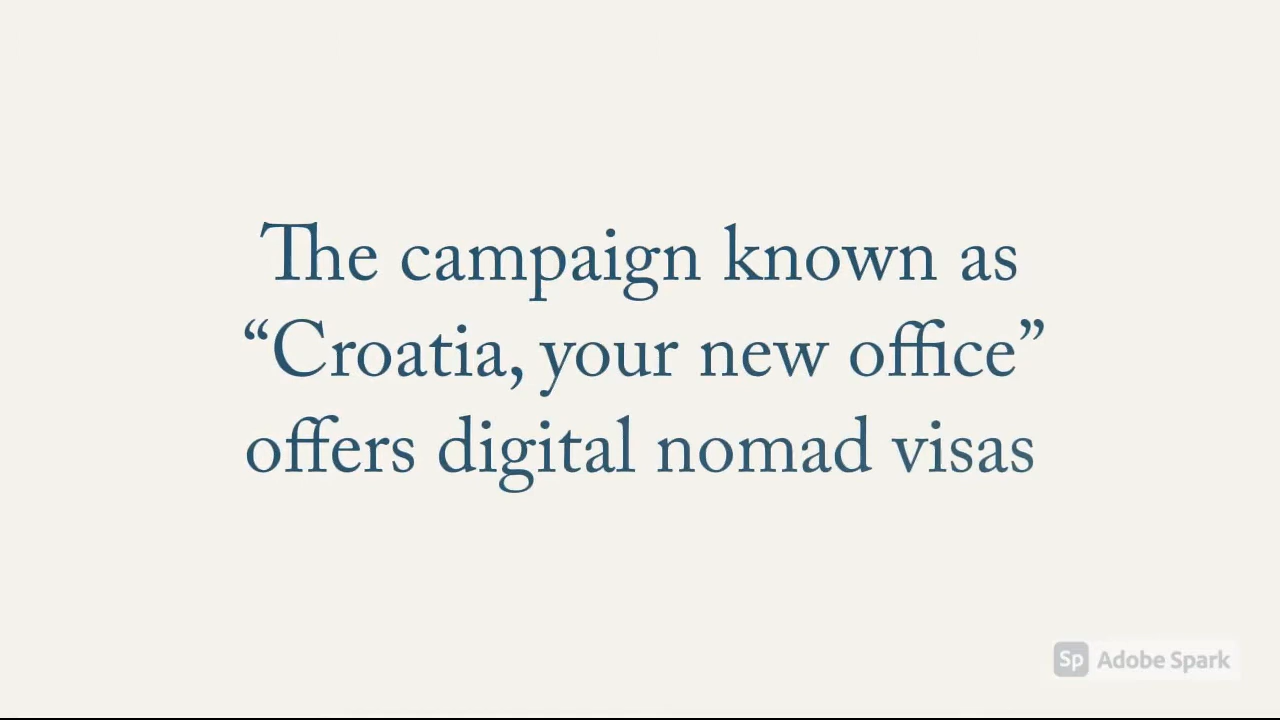 The campaign known as
“Croatia, your new office”
offers digital nomad visas
Sp Adobe Spark